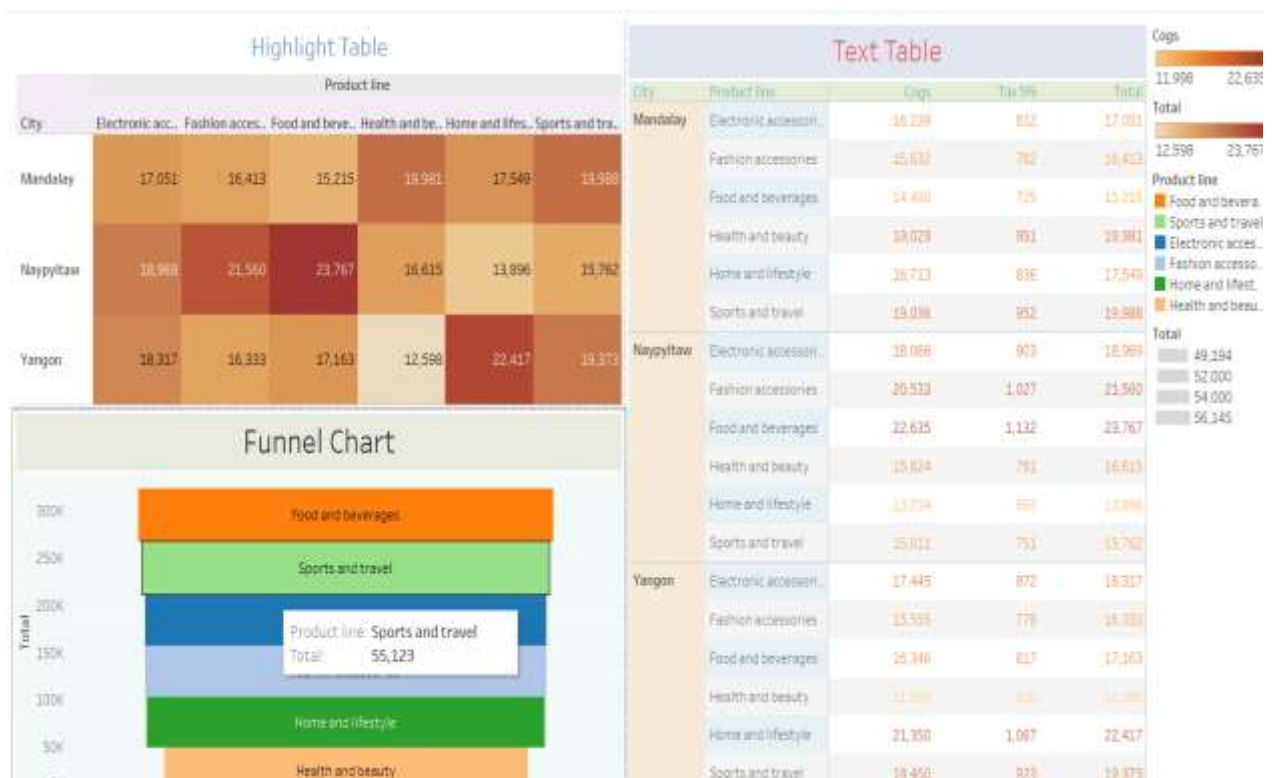 Highlight Table
Product line
City Electronic acc.. Fashion acces.. Food and beve.. Health and be.. Home and lifes.. Sports and tra..
Mandalay 17,051 16,413 15,215 19,981 17,549 19,988
Naypyitaw 18,969 21,560 23,767 16,615 13,896 15,762
Yangon 18,317 16,333 17,163 12,598 22,417 19,373
Funnel Chart
300K
Food and beverages
250K
Sports and travel
200K
Total
Product line: Sports and travel
Total: 55,123
150K
100K
Home and lifestyle
50K
Health and beauty
Text Table
City Product line Cogs Tax 5% Total
Mandalay Electronic accessori.. 16,239 812 17,051
Fashion accessories 15,632 782 16,413
Food and beverages 14,490 725 15,215
Health and beauty 19,029 951 19,981
Home and lifestyle 16,713 836 17,549
Sports and travel 19,036 952 19,988
Naypyitaw Electronic accessori.. 18,066 903 18,969
Fashion accessories 20,533 1,027 21,560
Food and beverages 22,635 1,132 23,767
Health and beauty 15,824 791 16,615
Home and lifestyle 13,896
Sports and travel 15,011 751 15,762
Yangon Electronic accessori.. 17,445 872 18,317
Fashion accessories 15,555 778 16,333
Food and beverages 16,346 817 17,163
Health and beauty
Home and lifestyle 21,350 1,067 22,417
Sports and travel 18,450 923 19,373
Cogs
11,998 22,635
Total
12,598 23,767
Product line
Food and bevera..
Sports and travel
Electronic acces..
Fashion accesso..
Home and lifest..
Health and beau..
Total
49,194
52,000
54,000
56,145